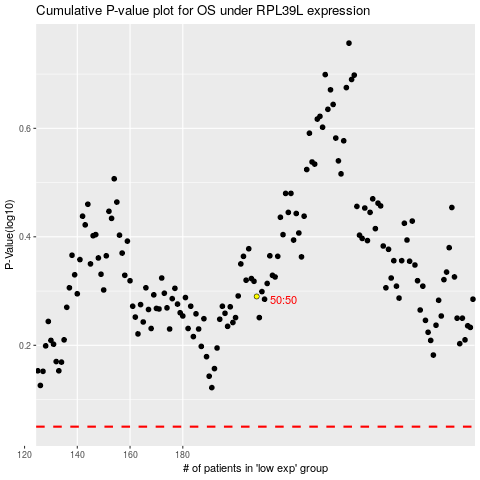 Cumulative P-value plot for OS under RPL39L expression
P-Value(log10)
0.6
0.4
0.2
50:50
120 140 160 180
# of patients in 'low exp' group